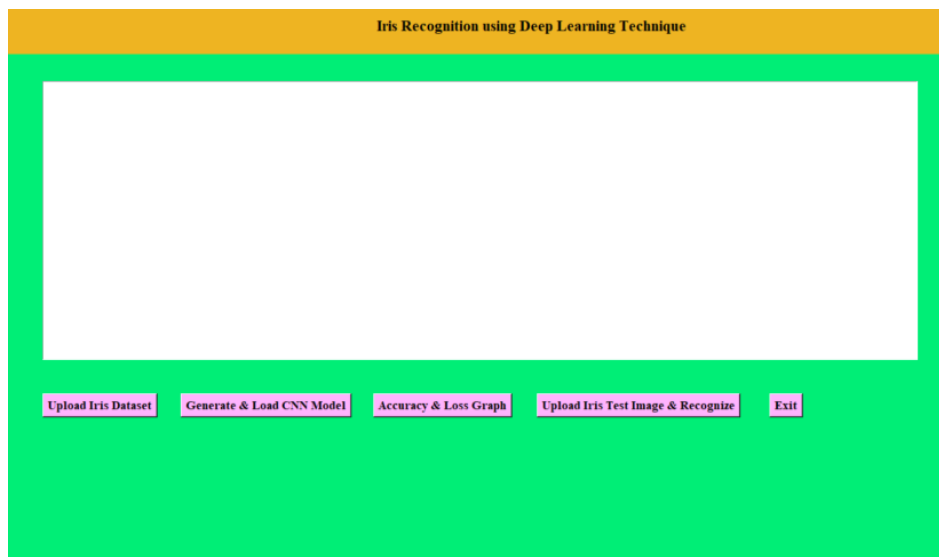 Iris Recognition using Deep Learning Technique
Upload Iris Dataset
Generate & Load CNN Model
Accuracy & Loss Graph
Upload Iris Test Image & Recognize
Exit